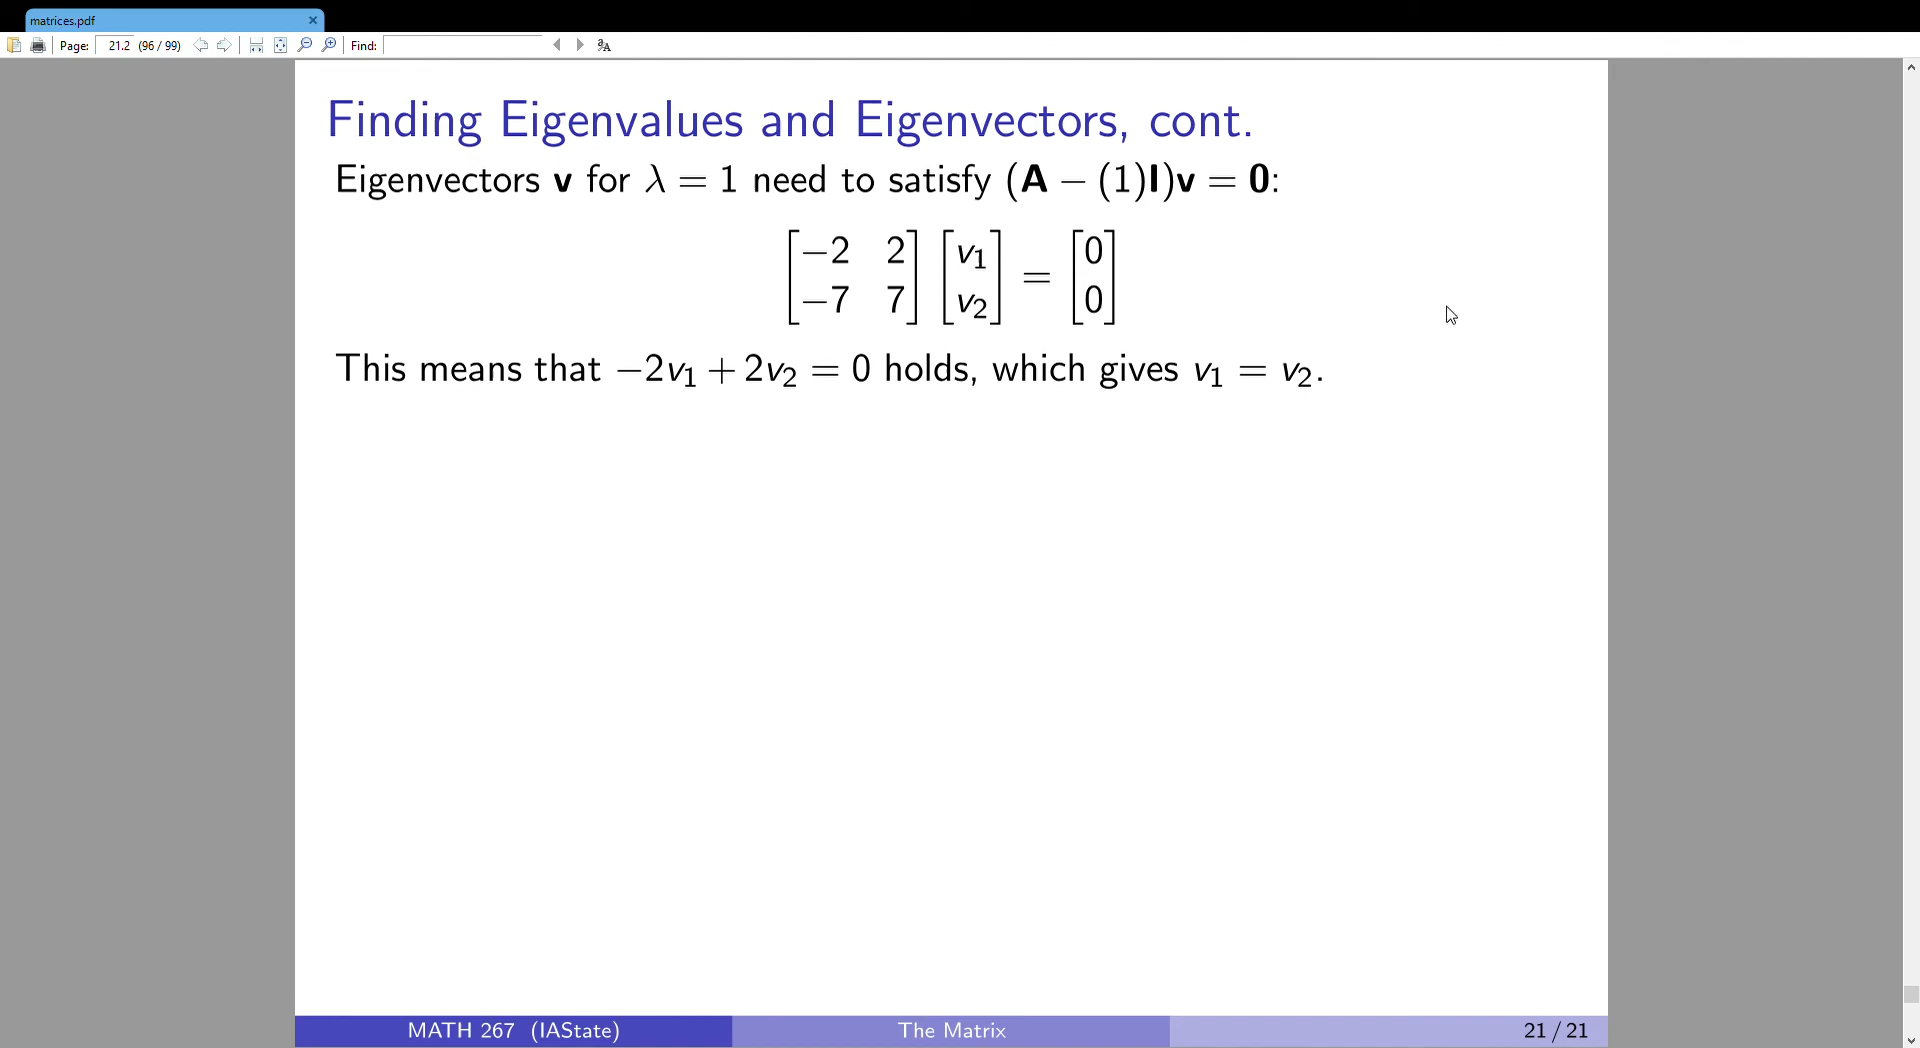 matrices.pdf
Page: 21.2 (96 / 99) Find:
Finding Eigenvalues and Eigenvectors, cont.
Eigenvectors v for λ = 1 need to satisfy (A − (1)I)v = 0:
[−2 2; −7 7] [v₁; v₂] = [0; 0]
This means that −2v₁ + 2v₂ = 0 holds, which gives v₁ = v₂.
MATH 267 (IAState) The Matrix 21 / 21